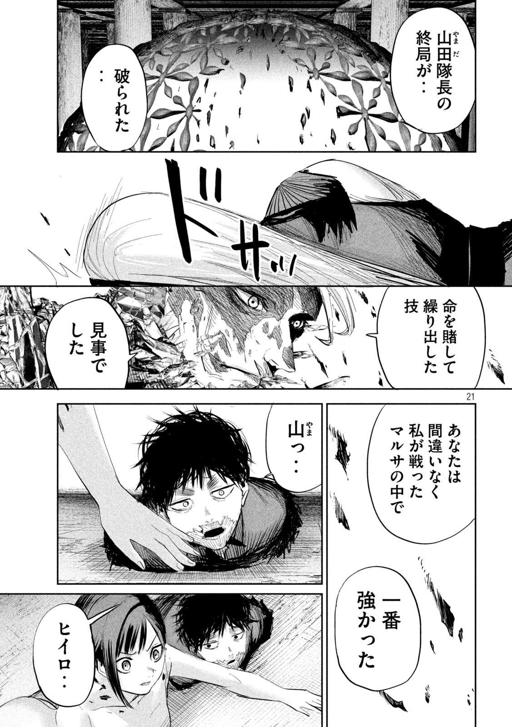 山田隊長の
終局が‥
破られた
‥
ドサッ
命を賭して
繰り出した
技
見事で
した
21
あなたは
間違いなく
私が戦った
マルサの中で
一番
強かった
山っ‥
ヒイロ
‥